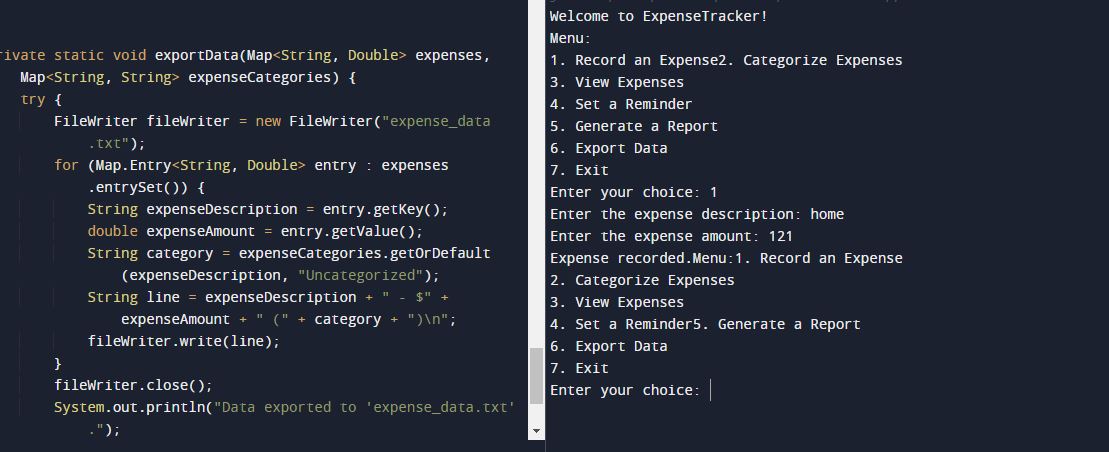 rivate static void exportData(Map<String, Double> expenses,
Map<String, String> expenseCategories) {
try {
FileWriter fileWriter = new FileWriter("expense_data
.txt");
for (Map.Entry<String, Double> entry : expenses
.entrySet()) {
String expenseDescription = entry.getKey();
double expenseAmount = entry.getValue();
String category = expenseCategories.getOrDefault
(expenseDescription, "Uncategorized");
String line = expenseDescription + " - $" +
expenseAmount + " (" + category + ")\n";
fileWriter.write(line);
}
fileWriter.close();
System.out.println("Data exported to 'expense_data.txt'
.");
Welcome to ExpenseTracker!
Menu:
1. Record an Expense2. Categorize Expenses
3. View Expenses
4. Set a Reminder
5. Generate a Report
6. Export Data
7. Exit
Enter your choice: 1
Enter the expense description: home
Enter the expense amount: 121
Expense recorded.Menu:1. Record an Expense
2. Categorize Expenses
3. View Expenses
4. Set a Reminder5. Generate a Report
6. Export Data
7. Exit
Enter your choice: